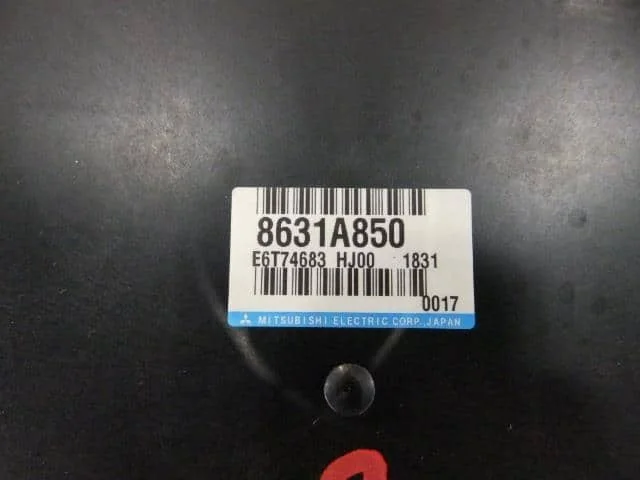 8631A850
E6T74683 HJ00 1831
0017
MITSUBISHI ELECTRIC CORP., JAPAN